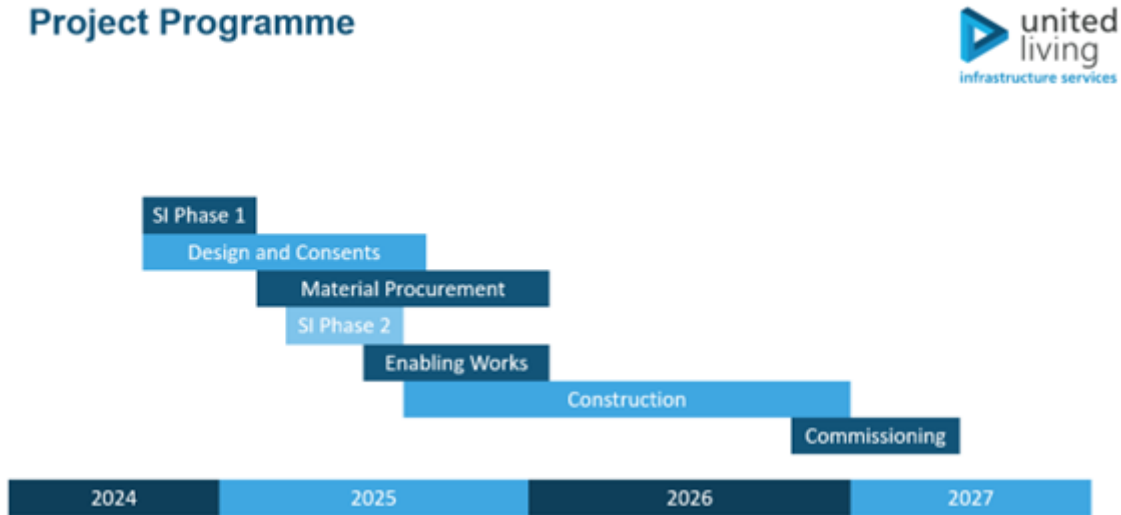 Project Programme
united
living
infrastructure services
SI Phase 1
Design and Consents
Material Procurement
SI Phase 2
Enabling Works
Construction
Commissioning
2024 2025 2026 2027